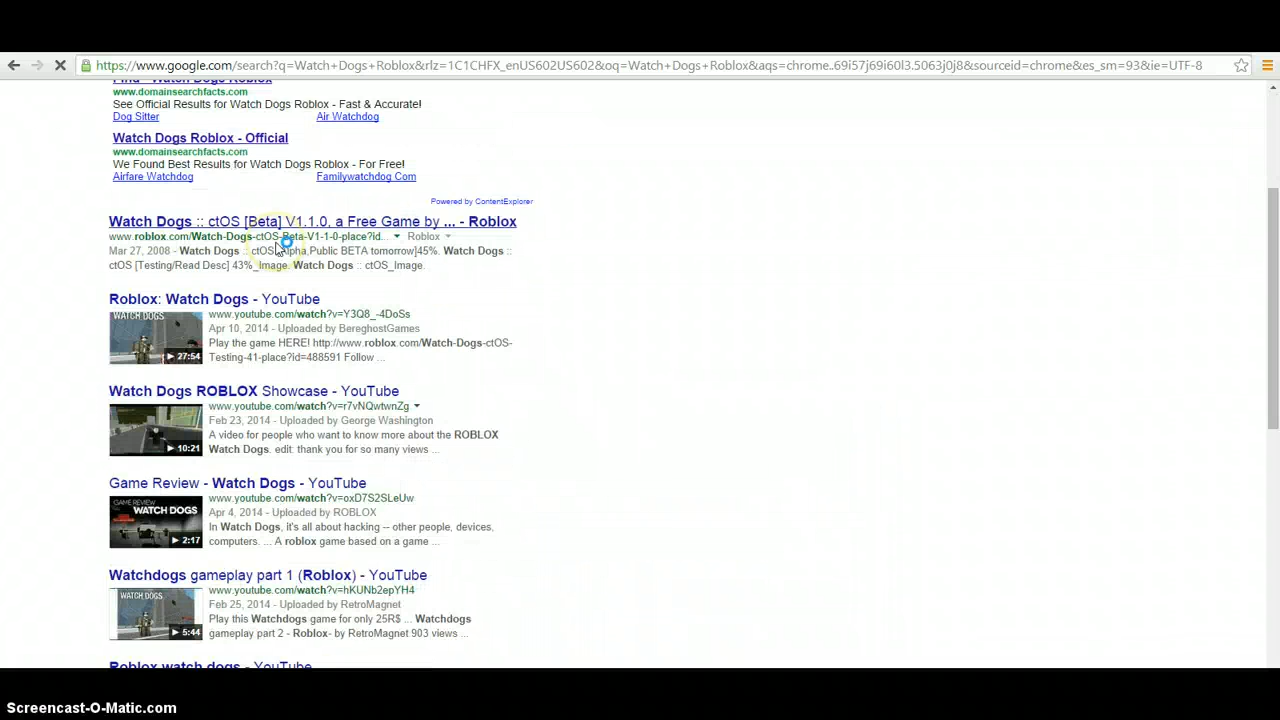 https://www.google.com/search?q=Watch+Dogs+Roblox&rlz=1C1CHFX_enUS602US602&oq=Watch+Dogs+Roblox&aqs=chrome..69i57j69i60l3.5063j0j8&sourceid=chrome&es_sm=93&ie=UTF-8
Find - Watch Dogs Roblox
www.domainsearchfacts.com
See Official Results for Watch Dogs Roblox - Fast & Accurate!
Dog Sitter Air Watchdog
Watch Dogs Roblox - Official
www.domainsearchfacts.com
We Found Best Results for Watch Dogs Roblox - For Free!
Airfare Watchdog Familywatchdog Com
Powered by ContentExplorer
Watch Dogs :: ctOS [Beta] V1.1.0, a Free Game by ... - Roblox
www.roblox.com/Watch-Dogs-ctOS-Beta-V1-1-0-place?id... Roblox
Mar 27, 2008 - Watch Dogs :: ctOS Alpha,Public BETA tomorrow]45%. Watch Dogs ::
ctOS [Testing/Read Desc] 43%_Image. Watch Dogs :: ctOS_Image.
Roblox: Watch Dogs - YouTube
www.youtube.com/watch?v=Y3Q8_-4DoSs
Apr 10, 2014 - Uploaded by BereghostGames
Play the game HERE! http://www.roblox.com/Watch-Dogs-ctOS-
Testing-41-place?id=488591 Follow ...
WATCH DOGS
27:54
Watch Dogs ROBLOX Showcase - YouTube
www.youtube.com/watch?v=r7vNQwtwnZg
Feb 23, 2014 - Uploaded by George Washington
A video for people who want to know more about the ROBLOX
Watch Dogs. edit: thank you for so many views ...
10:21
Game Review - Watch Dogs - YouTube
www.youtube.com/watch?v=oxD7S2SLeUw
Apr 4, 2014 - Uploaded by ROBLOX
In Watch Dogs, it's all about hacking -- other people, devices,
computers. ... A roblox game based on a game ...
GAME REVIEW
WATCH DOGS
2:17
Watchdogs gameplay part 1 (Roblox) - YouTube
www.youtube.com/watch?v=hKUNb2epYH4
Feb 25, 2014 - Uploaded by RetroMagnet
Play this Watchdogs game for only 25R$ ... Watchdogs
gameplay part 2 - Roblox- by RetroMagnet 903 views ...
WATCH DOGS
5:44
Roblox watch dogs - YouTube
Screencast-O-Matic.com